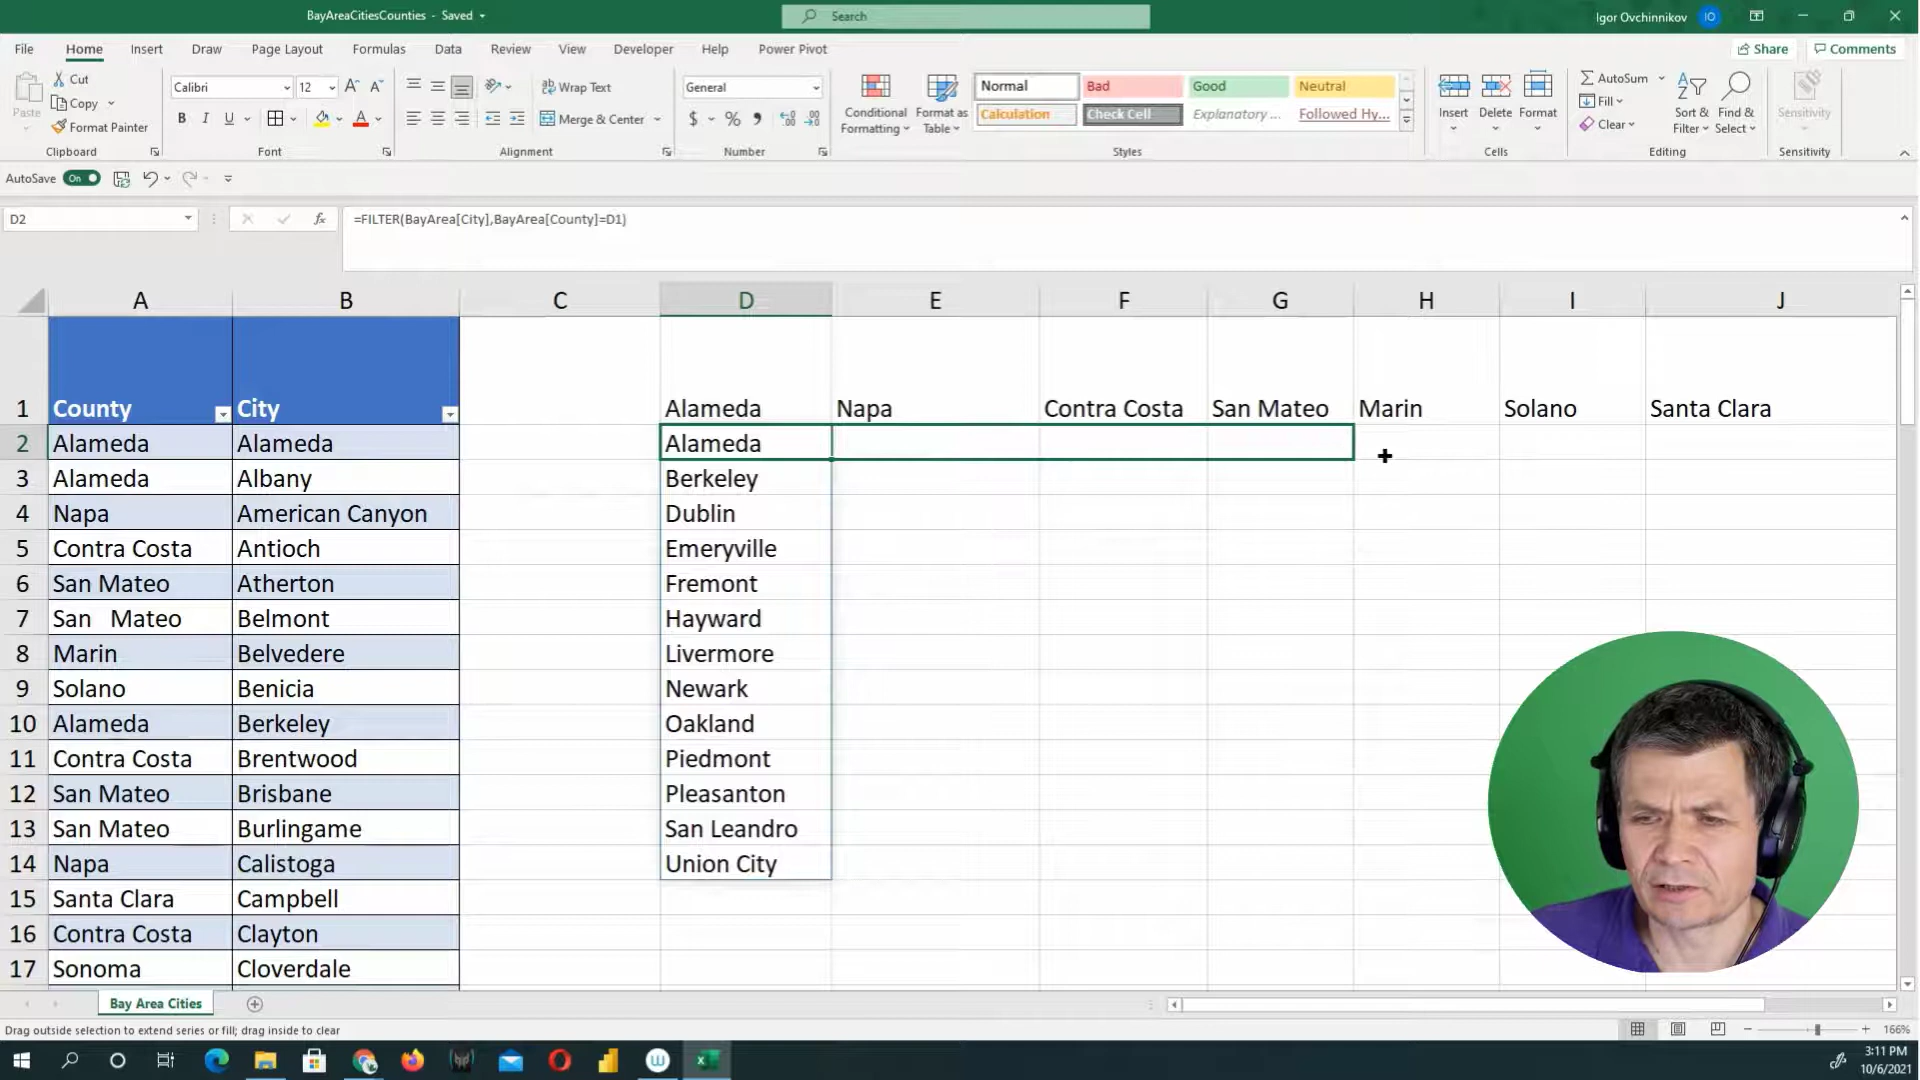 BayAreaCitiesCounties - Saved
Search
Igor Ovchinnikov
IO
File Home Insert Draw Page Layout Formulas Data Review View Developer Help Power Pivot
Share
Comments
Paste
Cut
Copy
Format Painter
Clipboard
Calibri
12
B I U
Font
Wrap Text
Merge & Center
Alignment
General
$ %
Number
Conditional Formatting
Format as Table
Normal
Bad
Good
Neutral
Calculation
Check Cell
Explanatory ...
Followed Hy...
Styles
Insert
Delete
Format
Cells
AutoSum
Fill
Clear
Sort & Filter
Find & Select
Editing
Sensitivity
Sensitivity
AutoSave On
D2
fx
=FILTER(BayArea[City],BayArea[County]=D1)
A B C D E F G H I J
1 County City Alameda Napa Contra Costa San Mateo Marin Solano Santa Clara
2 Alameda Alameda Alameda
3 Alameda Albany Berkeley
4 Napa American Canyon Dublin
5 Contra Costa Antioch Emeryville
6 San Mateo Atherton Fremont
7 San   Mateo Belmont Hayward
8 Marin Belvedere Livermore
9 Solano Benicia Newark
10 Alameda Berkeley Oakland
11 Contra Costa Brentwood Piedmont
12 San Mateo Brisbane Pleasanton
13 San Mateo Burlingame San Leandro
14 Napa Calistoga Union City
15 Santa Clara Campbell
16 Contra Costa Clayton
17 Sonoma Cloverdale
Bay Area Cities
Drag outside selection to extend series or fill; drag inside to clear
166%
3:11 PM
10/6/2021